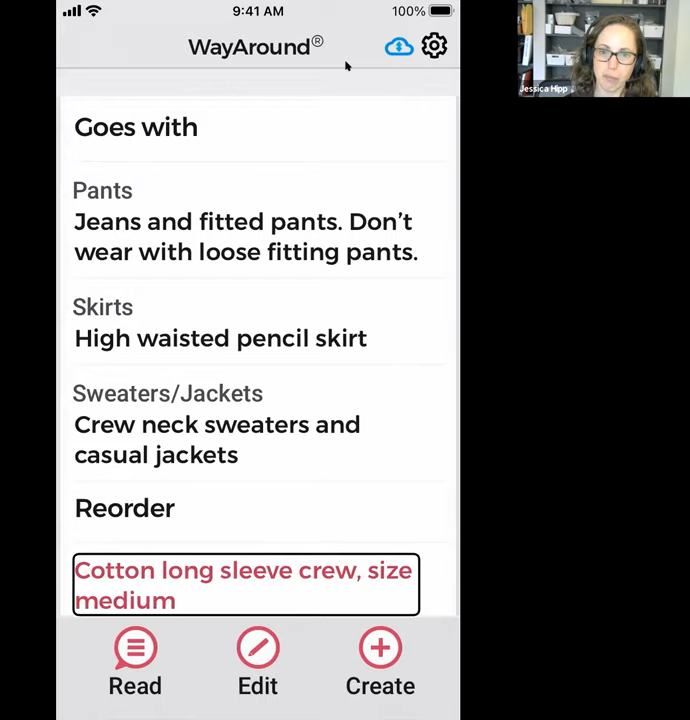 9:41 AM
100%
WayAround®
Goes with
Pants
Jeans and fitted pants. Don’t
wear with loose fitting pants.
Skirts
High waisted pencil skirt
Sweaters/Jackets
Crew neck sweaters and
casual jackets
Reorder
Cotton long sleeve crew, size
medium
Read
Edit
Create
Jessica Hipp